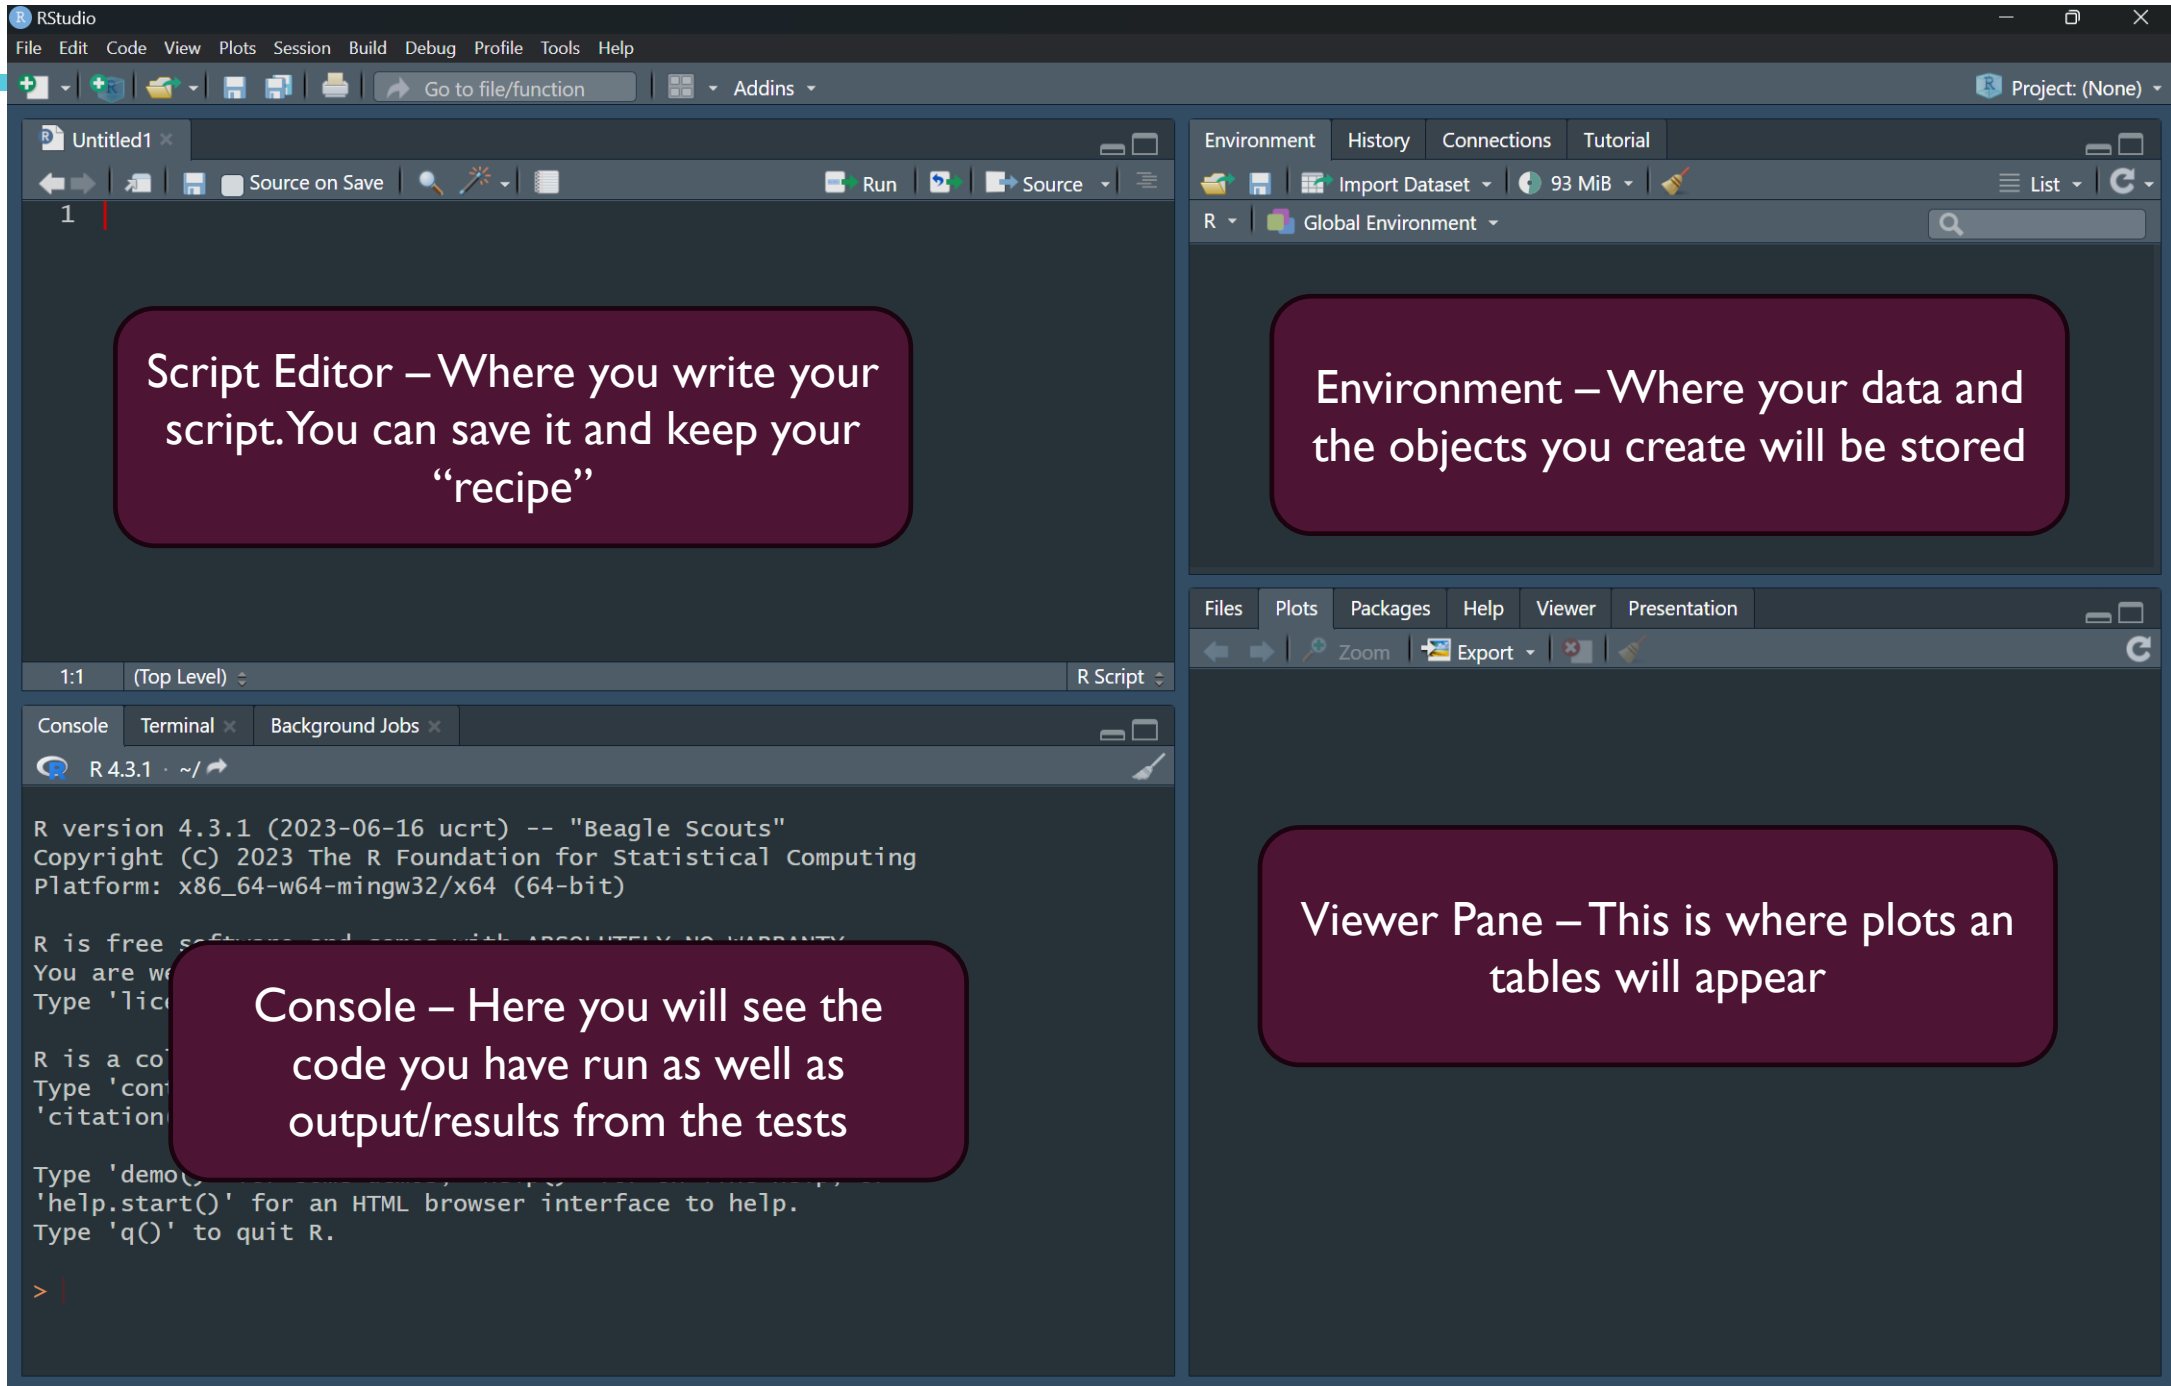 RStudio
File Edit Code View Plots Session Build Debug Profile Tools Help
Go to file/function Addins Project: (None)
Untitled1
Source on Save Run Source
1
Script Editor – Where you write your
script. You can save it and keep your
“recipe”
1:1 (Top Level) R Script
Environment History Connections Tutorial
Import Dataset 93 MiB List
R Global Environment
Environment – Where your data and
the objects you create will be stored
Console Terminal Background Jobs
R 4.3.1 · ~/
R version 4.3.1 (2023-06-16 ucrt) -- "Beagle Scouts"
Copyright (C) 2023 The R Foundation for Statistical Computing
Platform: x86_64-w64-mingw32/x64 (64-bit)
R is free software and comes with ABSOLUTELY NO WARRANTY
You are
Type
R is a
Type
Type 'demo()'
'help.start()' for an HTML browser interface to help.
Type 'q()' to quit R.
>
Console – Here you will see the
code you have run as well as
output/results from the tests
Files Plots Packages Help Viewer Presentation
Zoom Export
Viewer Pane – This is where plots an
tables will appear